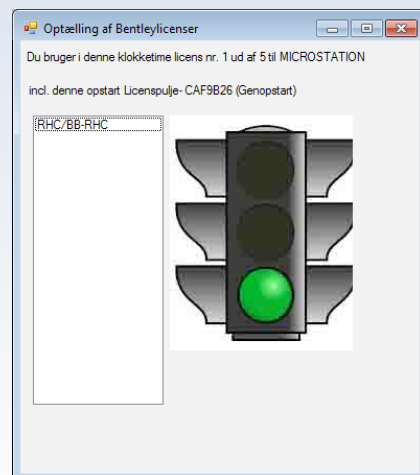 Optælling af Bentleylicenser
Du bruger i denne klokketime licens nr. 1 ud af 5 til MICROSTATION
incl. denne opstart Licenspulje- CAF9B26 (Genopstart)
RHC/BB-RHC